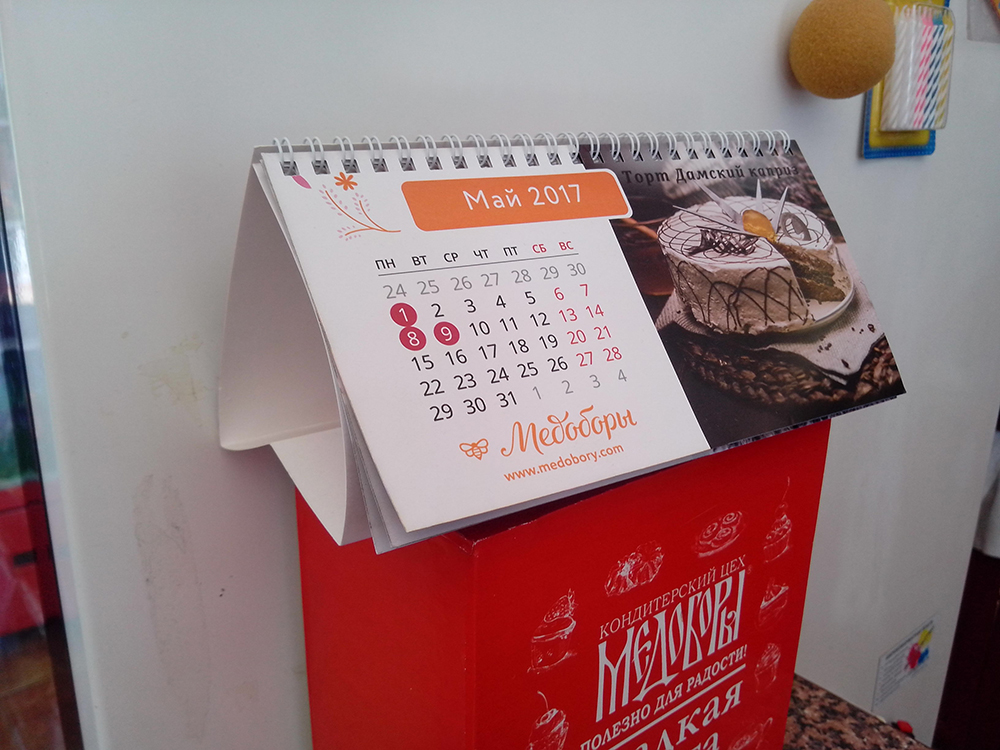 Май 2017
Торт Дамский каприз
ПН ВТ СР ЧТ ПТ СБ ВС
24 25 26 27 28 29 30
1 2 3 4 5 6 7
8 9 10 11 12 13 14
15 16 17 18 19 20 21
22 23 24 25 26 27 28
29 30 31 1 2 3 4
Медоборы
www.medobory.com
КОНДИТЕРСКИЙ ЦЕХ
МЕДОБОРЫ
ПОЛЕЗНО ДЛЯ РАДОСТИ!